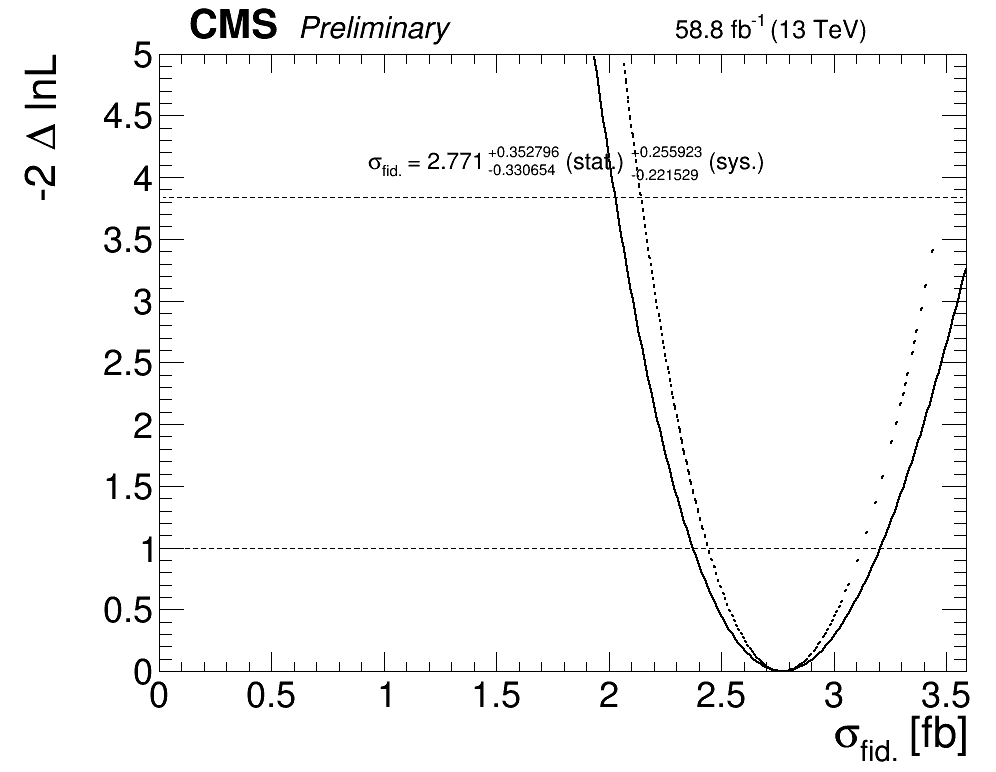 CMS Preliminary 58.8 fb⁻¹ (13 TeV)
-2 Δ lnL
5
4.5
4
3.5
3
2.5
2
1.5
1
0.5
0
σfid. = 2.771 +0.352796 -0.330654 (stat.) +0.255923 -0.221529 (sys.)
0 0.5 1 1.5 2 2.5 3 3.5
σfid. [fb]